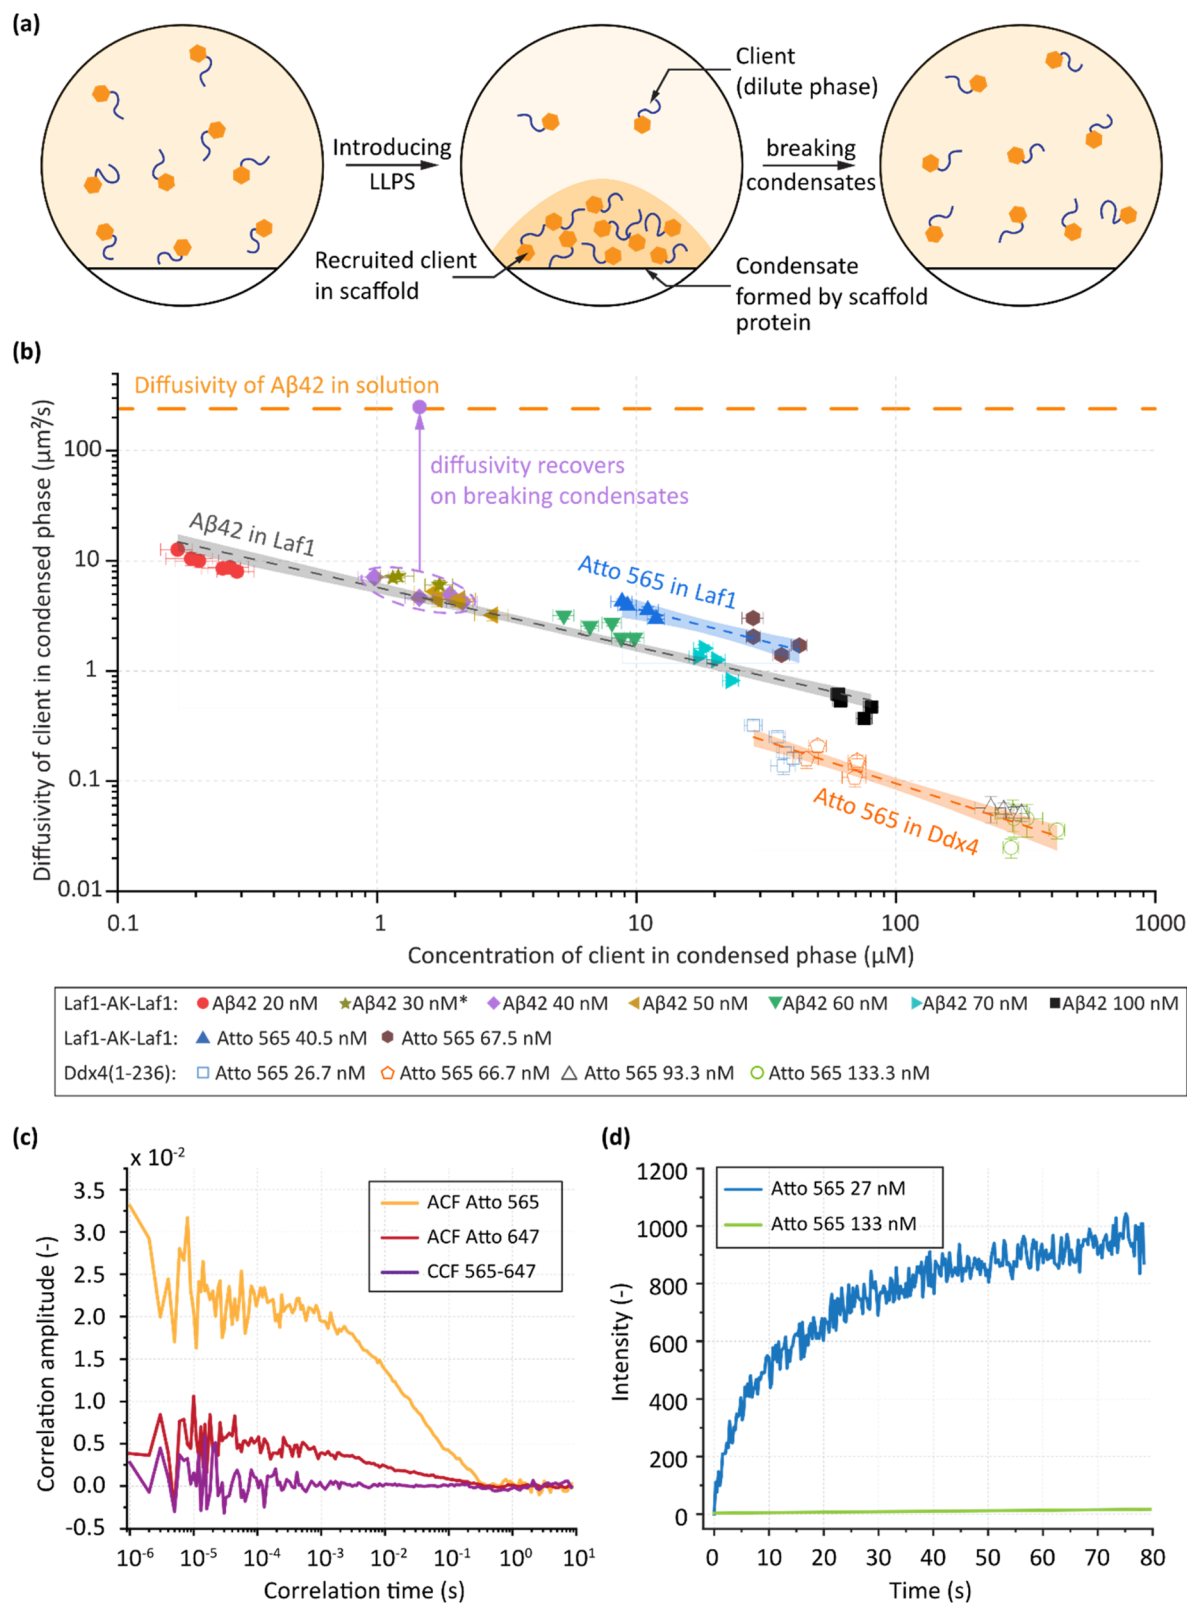 (a)
Client
(dilute phase)
Introducing
LLPS
breaking
condensates
Recruited client
in scaffold
Condensate
formed by scaffold
protein
(b)
Diffusivity of client in condensed phase (μm²/s)
100
10
1
0.1
0.01
Diffusivity of Aβ42 in solution
diffusivity recovers
on breaking condensates
Aβ42 in Laf1
Atto 565 in Laf1
Atto 565 in Ddx4
0.1 1 10 100 1000
Concentration of client in condensed phase (μM)
Laf1-AK-Laf1: Aβ42 20 nM Aβ42 30 nM* Aβ42 40 nM Aβ42 50 nM Aβ42 60 nM Aβ42 70 nM Aβ42 100 nM
Laf1-AK-Laf1: Atto 565 40.5 nM Atto 565 67.5 nM
Ddx4(1-236): Atto 565 26.7 nM Atto 565 66.7 nM Atto 565 93.3 nM Atto 565 133.3 nM
(c)
x 10⁻²
Correlation amplitude (-)
3.5
3.0
2.5
2.0
1.5
1.0
0.5
0.0
-0.5
ACF Atto 565
ACF Atto 647
CCF 565-647
10⁻⁶ 10⁻⁵ 10⁻⁴ 10⁻³ 10⁻² 10⁻¹ 10⁰ 10¹
Correlation time (s)
(d)
Intensity (-)
1200
1000
800
600
400
200
0
Atto 565 27 nM
Atto 565 133 nM
0 10 20 30 40 50 60 70 80
Time (s)